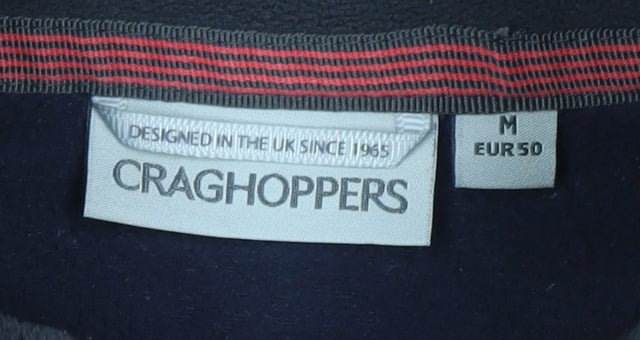 DESIGNED IN THE UK SINCE 1965
CRAGHOPPERS
M
EUR 50